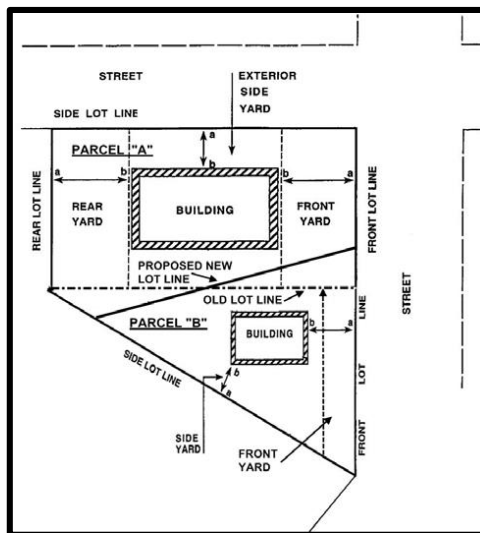 STREET
EXTERIOR
SIDE
YARD
SIDE LOT LINE
PARCEL "A"
a
b
a
b
b
a
REAR LOT LINE
REAR
YARD
BUILDING
FRONT
YARD
FRONT LOT LINE
PROPOSED NEW
LOT LINE
OLD LOT LINE
STREET
PARCEL "B"
BUILDING
b
a
FRONT LOT LINE
SIDE LOT LINE
b
a
SIDE
YARD
FRONT
YARD